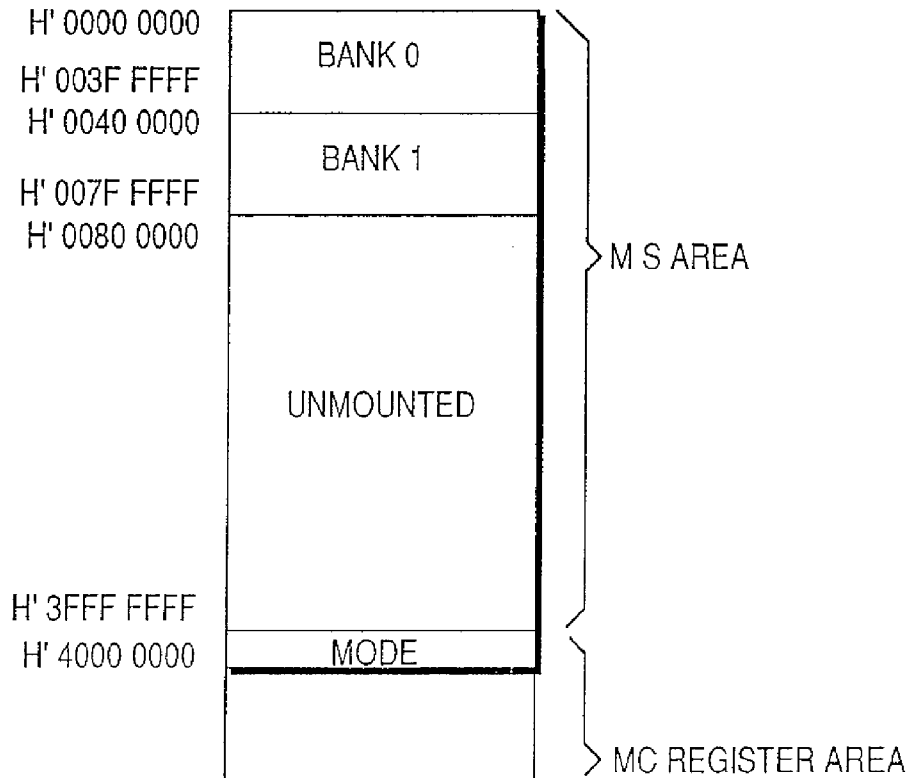 H' 0000 0000
BANK 0
H' 003F FFFF
H' 0040 0000
BANK 1
H' 007F FFFF
H' 0080 0000
M S AREA
UNMOUNTED
H' 3FFF FFFF
H' 4000 0000
MODE
MC REGISTER AREA